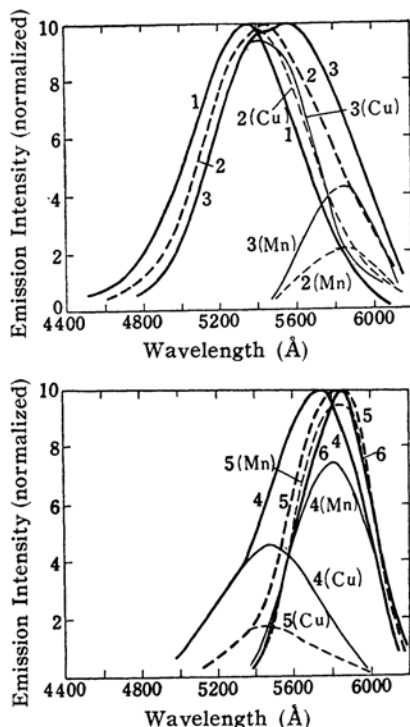 Emission Intensity (normalized)
10
8
6
4
2
0
1
2
3
2(Cu)
1
2
3
3(Cu)
3(Mn)
2(Mn)
4400
4800
5200
5600
6000
Wavelength (Å)
Emission Intensity (normalized)
10
8
6
4
2
5(Mn)
4
5
4
6
5
6
4(Mn)
4(Cu)
5(Cu)
4400
4800
5200
5600
6000
Wavelength (Å)